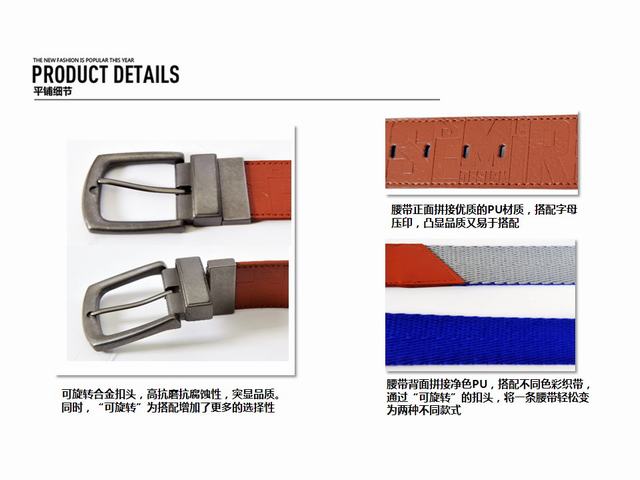 THE NEW FASHION IS POPULAR THIS YEAR
PRODUCT DETAILS
平铺细节
腰带正面拼接优质的PU材质，搭配字母
压印，凸显品质又易于搭配
可旋转合金扣头，高抗磨抗腐蚀性，突显品质。
同时，“可旋转”为搭配增加了更多的选择性
腰带背面拼接净色PU，搭配不同色彩织带，
通过“可旋转”的扣头，将一条腰带轻松变
为两种不同款式